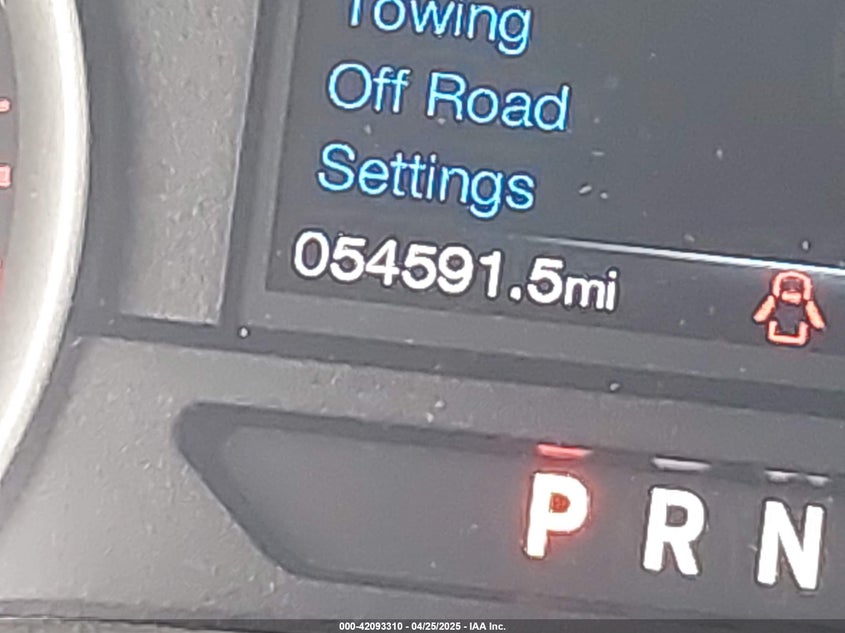 Towing
Off Road
Settings
054591.5mi
P R N
000-42093310 - 04/25/2025 - IAA Inc.